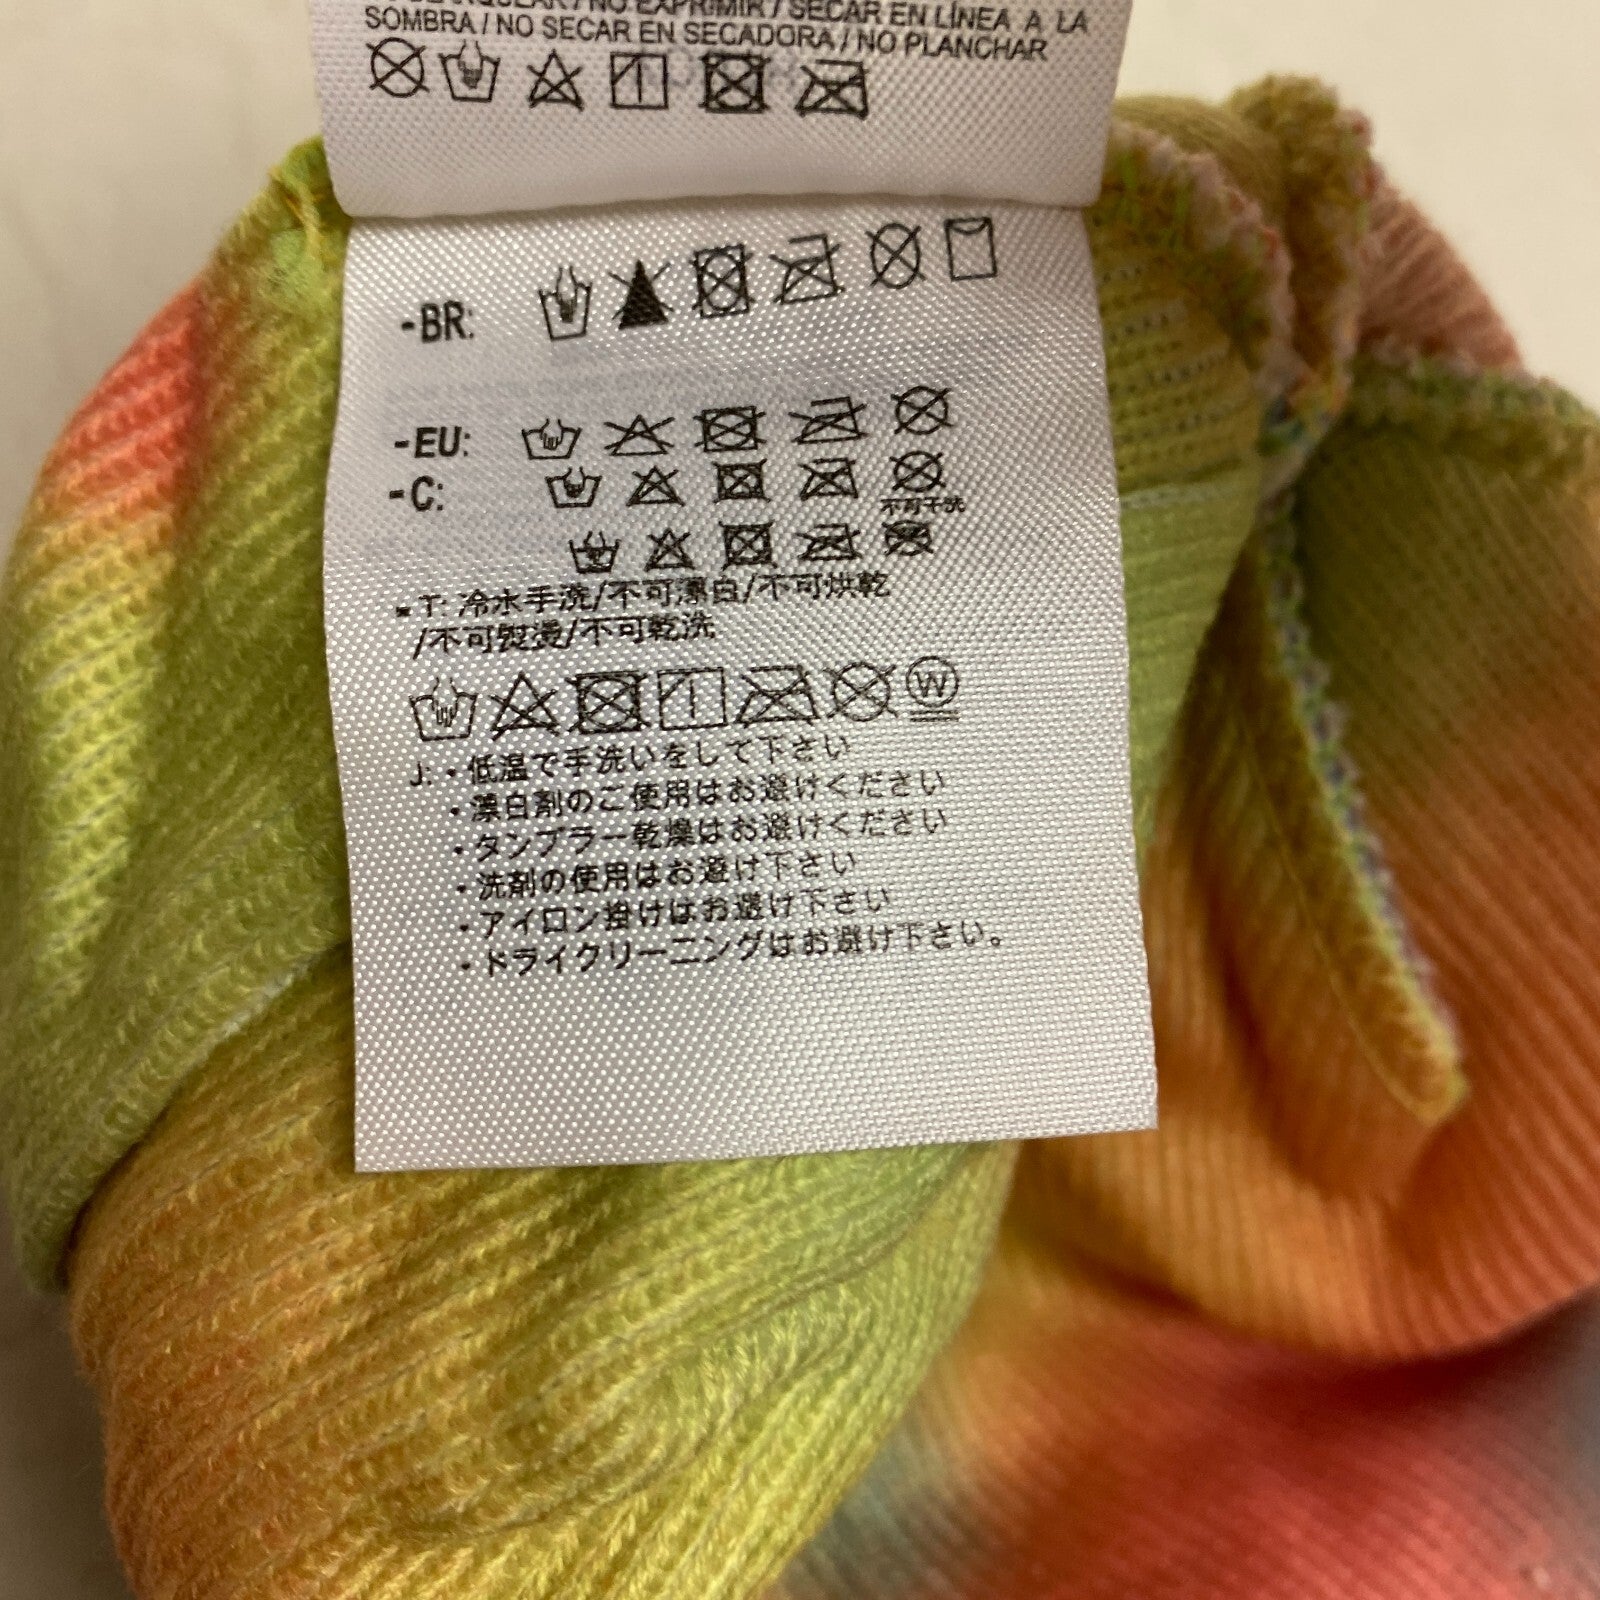 / NO EXPRIMIR / SECAR EN LÍNEA A LA
SOMBRA / NO SECAR EN SECADORA / NO PLANCHAR
-BR:
-EU:
-C:
不可干洗
-T: 冷水手洗/不可漂白/不可烘乾
/不可熨燙/不可乾洗
W
J: ・低温で手洗いをして下さい
・漂白剤のご使用はお避けください
・タンブラー乾燥はお避けください
・洗剤の使用はお避け下さい
・アイロン掛けはお避け下さい
・ドライクリーニングはお避け下さい。